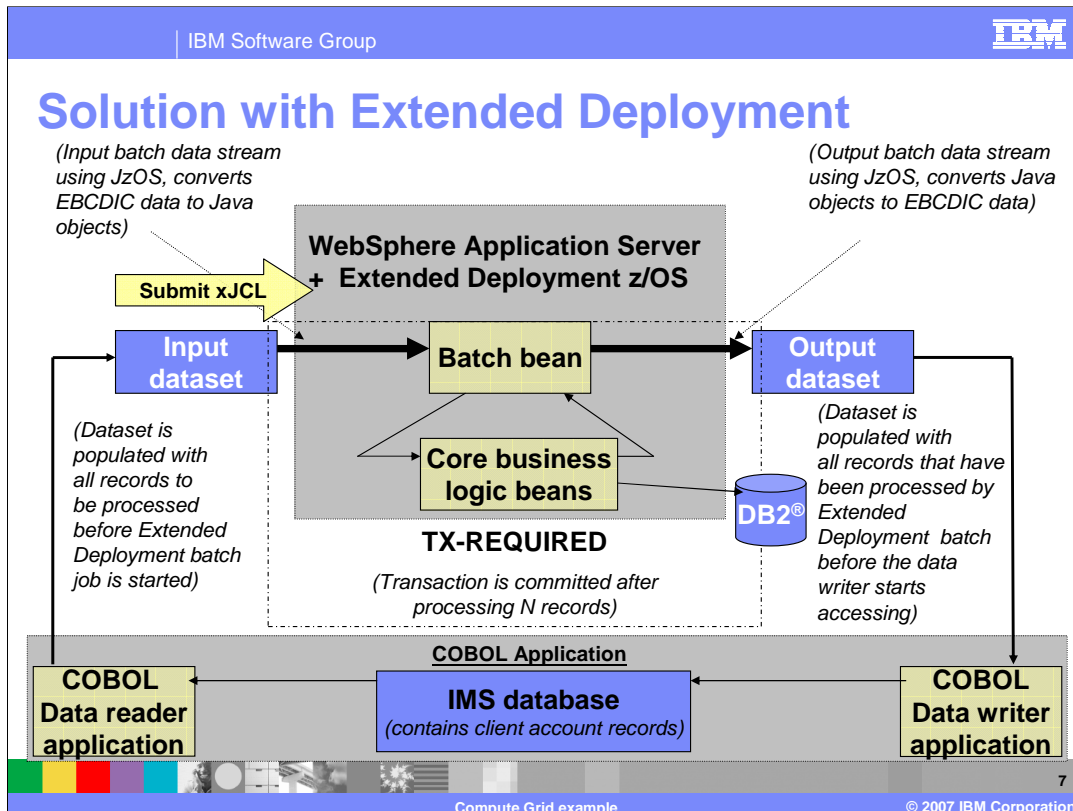 IBM Software Group
IBM
Solution with Extended Deployment
(Input batch data stream
using JzOS, converts
EBCDIC data to Java
objects)
(Output batch data stream
using JzOS, converts Java
objects to EBCDIC data)
WebSphere Application Server
+ Extended Deployment z/OS
Submit xJCL
Input
dataset
Batch bean
Output
dataset
(Dataset is
populated with
all records to
be processed
before Extended
Deployment batch
job is started)
Core business
logic beans
DB2®
(Dataset is
populated with
all records that have
been processed by
Extended
Deployment batch
before the data
writer starts
accessing)
TX-REQUIRED
(Transaction is committed after
processing N records)
COBOL Application
COBOL
Data reader
application
IMS database
(contains client account records)
COBOL
Data writer
application
7
Compute Grid example
© 2007 IBM Corporation